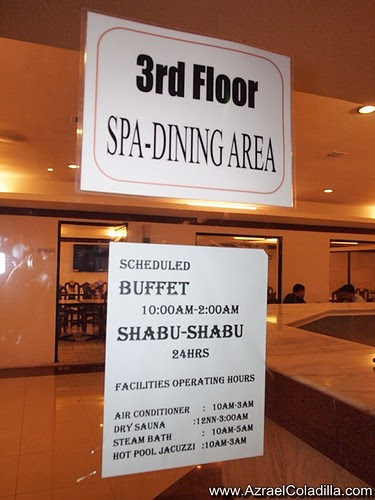 3rd Floor
SPA-DINING AREA
SCHEDULED
BUFFET
10:00AM-2:00AM
SHABU-SHABU
24HRS
FACILITIES OPERATING HOURS
AIR CONDITIONER : 10AM-3AM
DRY SAUNA :12NN-3:00AM
STEAM BATH : 10AM-5AM
HOT POOL JACUZZI :10AM-3AM
www.AzraelColadilla.com